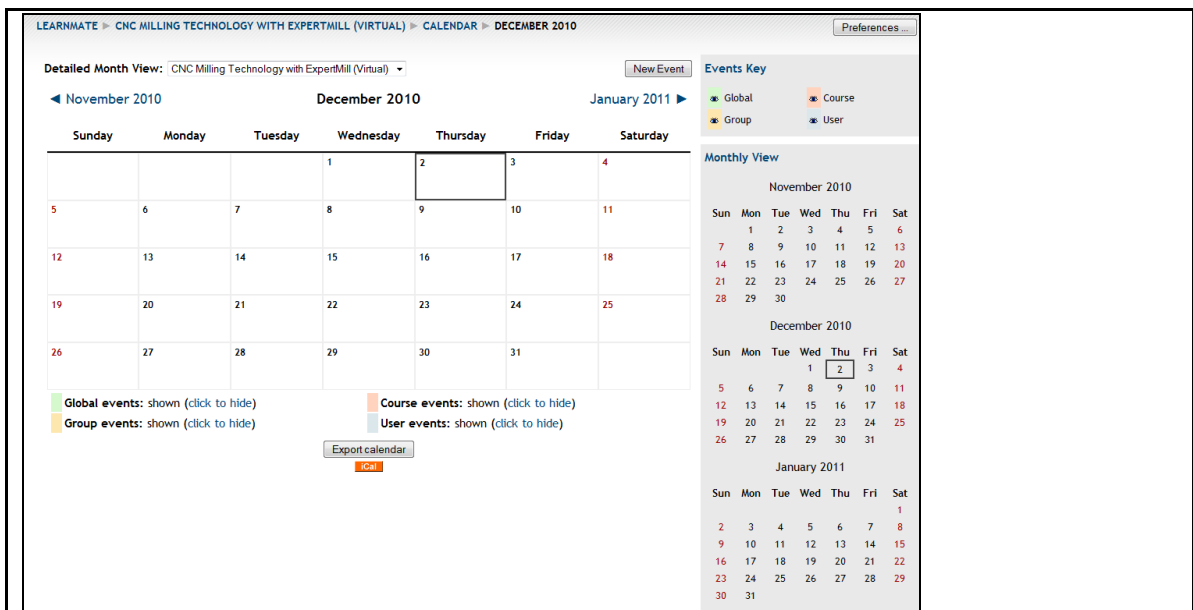 LEARNMATE ► CNC MILLING TECHNOLOGY WITH EXPERTMILL (VIRTUAL) ► CALENDAR ► DECEMBER 2010
Preferences ...
Detailed Month View: CNC Milling Technology with ExpertMill (Virtual)
New Event
◄ November 2010 December 2010 January 2011 ►
Sunday Monday Tuesday Wednesday Thursday Friday Saturday
1 2 3 4
5 6 7 8 9 10 11
12 13 14 15 16 17 18
19 20 21 22 23 24 25
26 27 28 29 30 31
Global events: shown (click to hide) Course events: shown (click to hide)
Group events: shown (click to hide) User events: shown (click to hide)
Export calendar
iCal
Events Key
Global Course
Group User
Monthly View
November 2010
Sun Mon Tue Wed Thu Fri Sat
1 2 3 4 5 6
7 8 9 10 11 12 13
14 15 16 17 18 19 20
21 22 23 24 25 26 27
28 29 30
December 2010
Sun Mon Tue Wed Thu Fri Sat
1 2 3 4
5 6 7 8 9 10 11
12 13 14 15 16 17 18
19 20 21 22 23 24 25
26 27 28 29 30 31
January 2011
Sun Mon Tue Wed Thu Fri Sat
1
2 3 4 5 6 7 8
9 10 11 12 13 14 15
16 17 18 19 20 21 22
23 24 25 26 27 28 29
30 31